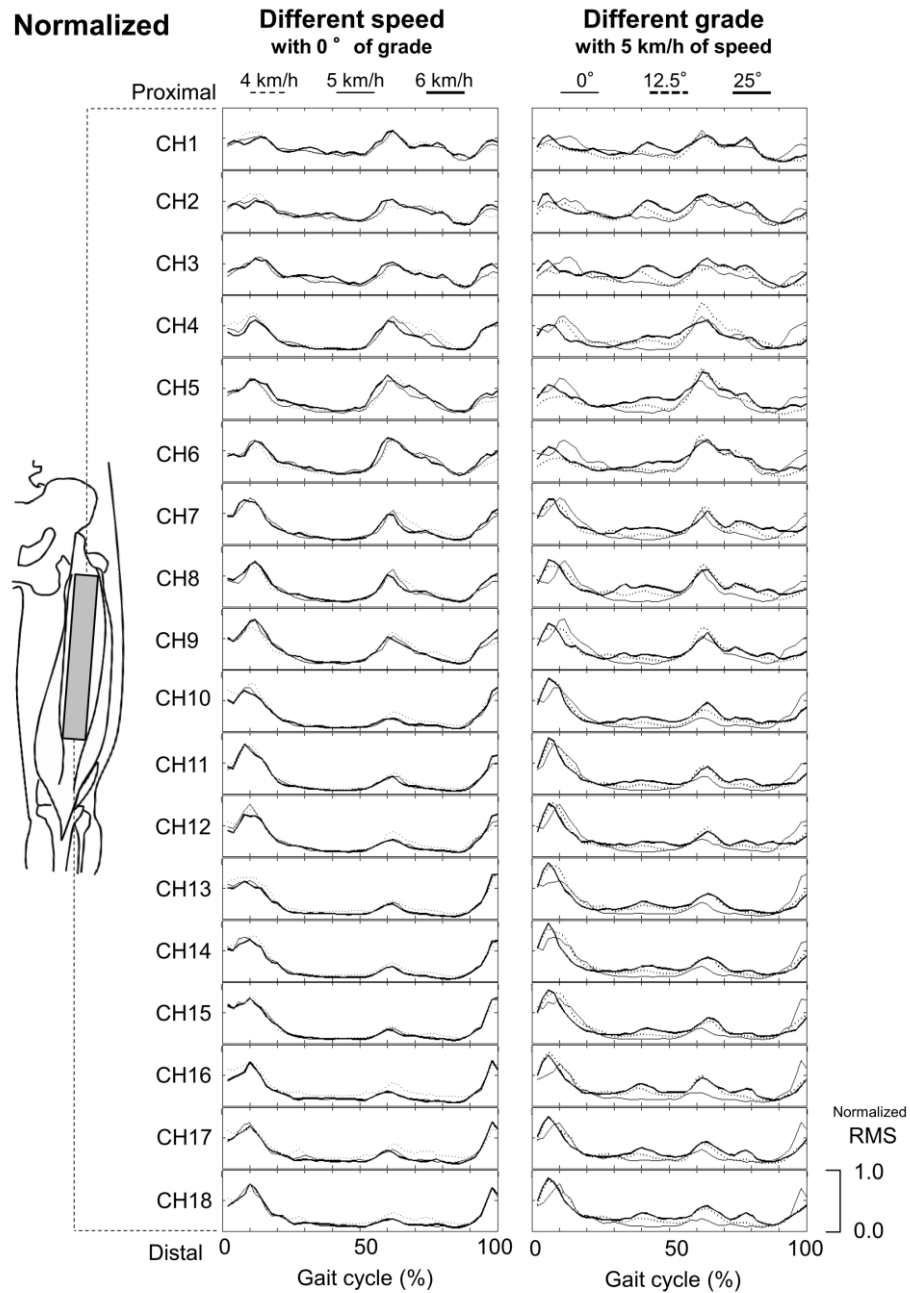 Normalized
Different speed
with 0° of grade
4 km/h 5 km/h 6 km/h
Different grade
with 5 km/h of speed
0° 12.5° 25°
Proximal
CH1
CH2
CH3
CH4
CH5
CH6
CH7
CH8
CH9
CH10
CH11
CH12
CH13
CH14
CH15
CH16
CH17
CH18
Distal
Normalized
RMS
1.0
0.0
0 50 100
Gait cycle (%)
0 50 100
Gait cycle (%)